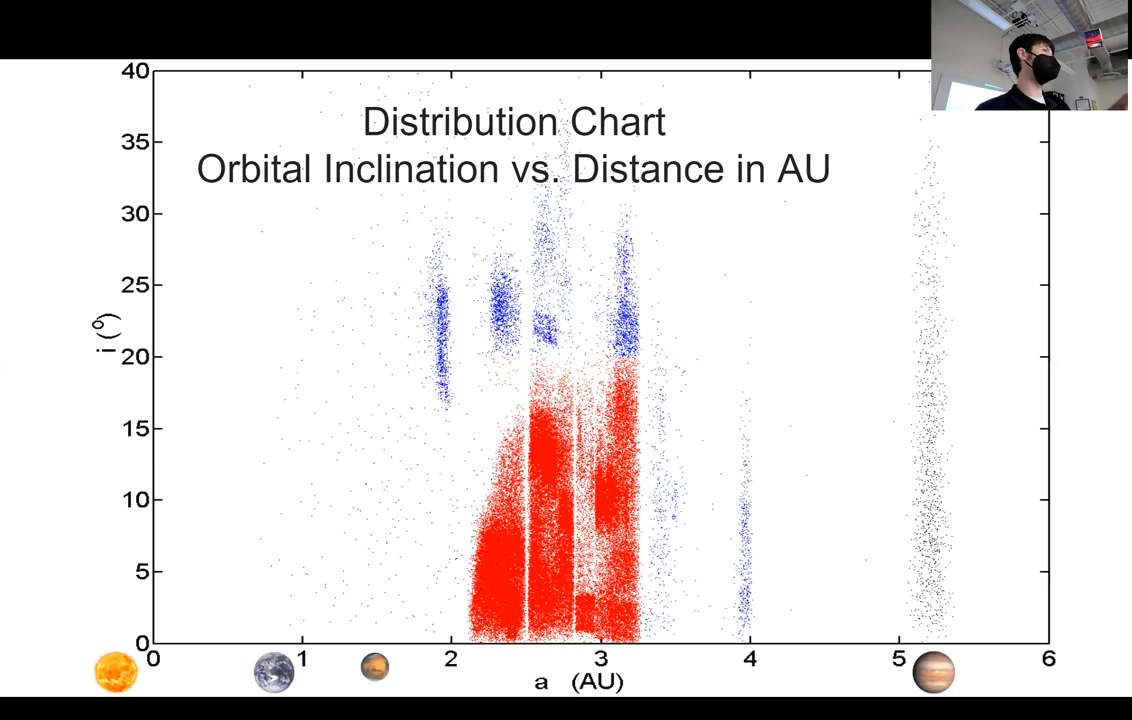 Distribution Chart
Orbital Inclination vs. Distance in AU
40
35
30
25
20
15
10
5
0
i (º)
0 1 2 3 4 5 6
a (AU)